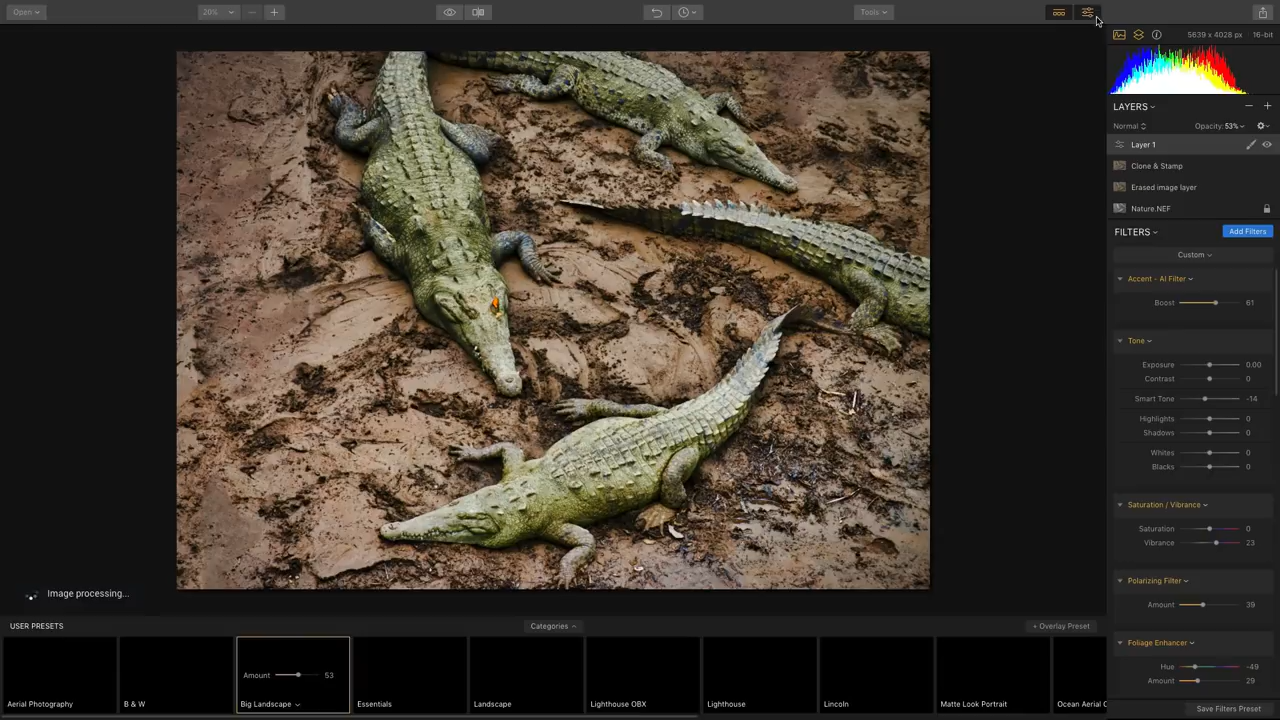 Open
20%
Tools
5639 x 4028 px 16-bit
LAYERS
Normal Opacity: 53%
Layer 1
Clone & Stamp
Erased image layer
Nature.NEF
FILTERS Add Filters
Custom
Accent - AI Filter
Boost 61
Tone
Exposure 0.00
Contrast 0
Smart Tone -14
Highlights 0
Shadows 0
Whites 0
Blacks 0
Saturation / Vibrance
Saturation 0
Vibrance 23
Polarizing Filter
Amount 39
Foliage Enhancer
Hue -49
Amount 29
Save Filters Preset
Image processing...
USER PRESETS Categories + Overlay Preset
Amount 53
Aerial Photography B & W Big Landscape Essentials Landscape Lighthouse OBX Lighthouse Lincoln Matte Look Portrait Ocean Aerial